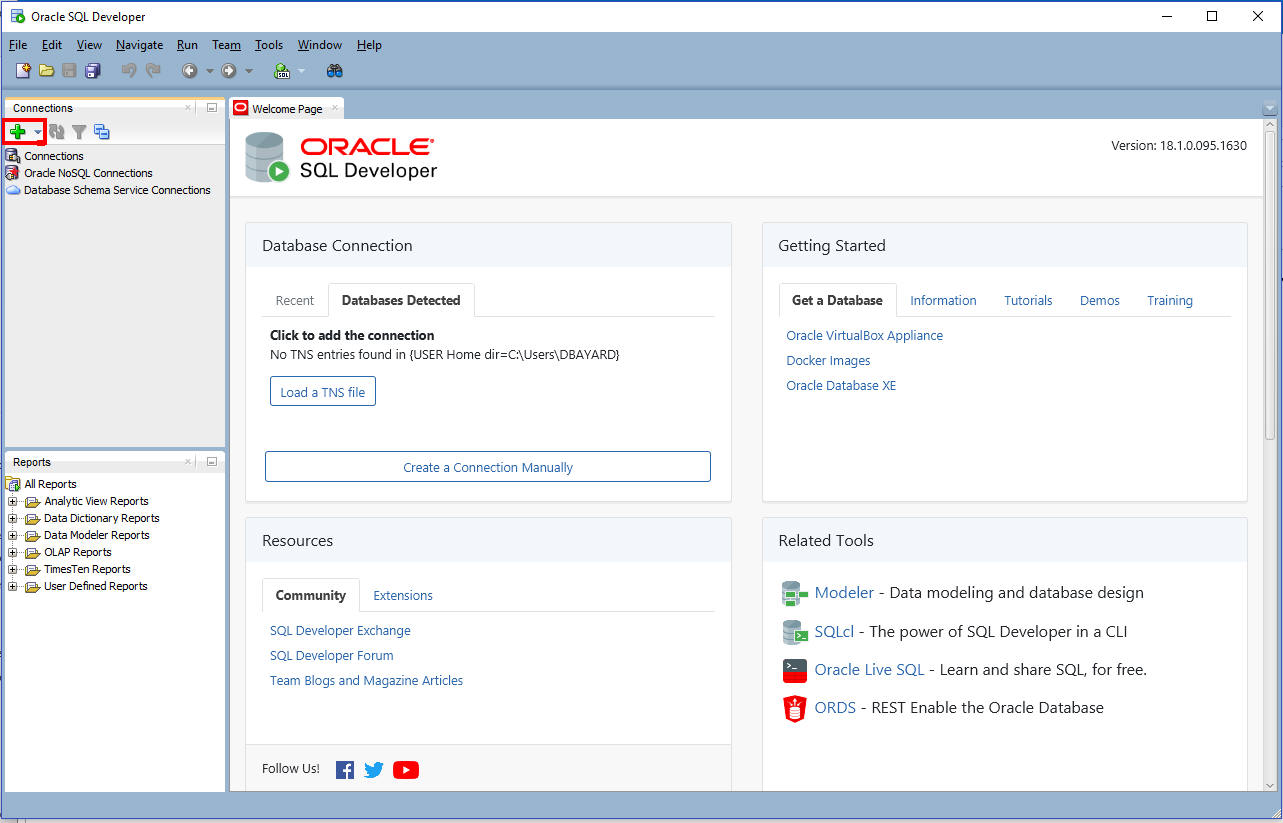 Oracle SQL Developer
File Edit View Navigate Run Team Tools Window Help
SQL
Connections
Connections
Oracle NoSQL Connections
Database Schema Service Connections
Reports
All Reports
Analytic View Reports
Data Dictionary Reports
Data Modeler Reports
OLAP Reports
TimesTen Reports
User Defined Reports
Welcome Page
ORACLE
SQL Developer
Version: 18.1.0.095.1630
Database Connection
Recent Databases Detected
Click to add the connection
No TNS entries found in {USER Home dir=C:\Users\DBAYARD}
Load a TNS file
Create a Connection Manually
Getting Started
Get a Database Information Tutorials Demos Training
Oracle VirtualBox Appliance
Docker Images
Oracle Database XE
Resources
Community Extensions
SQL Developer Exchange
SQL Developer Forum
Team Blogs and Magazine Articles
Follow Us!
Related Tools
Modeler - Data modeling and database design
SQLcl - The power of SQL Developer in a CLI
Oracle Live SQL - Learn and share SQL, for free.
ORDS - REST Enable the Oracle Database